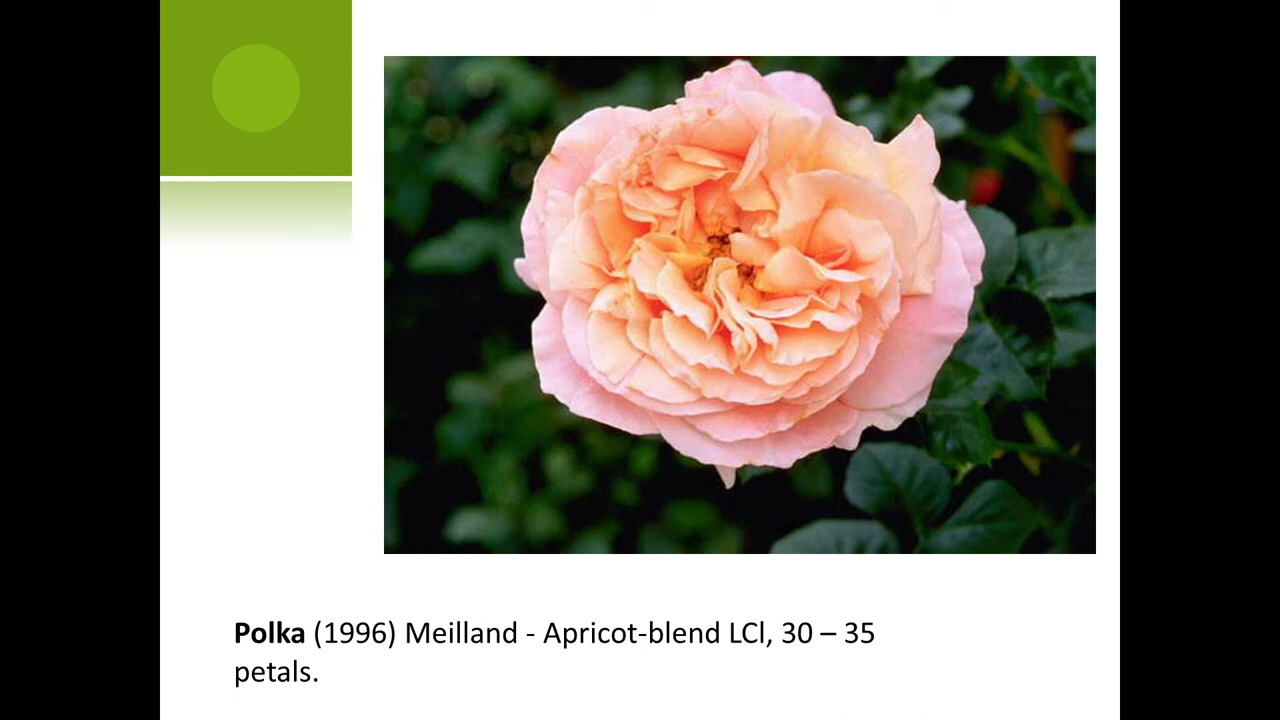 Polka (1996) Meilland - Apricot-blend LCl, 30 – 35
petals.